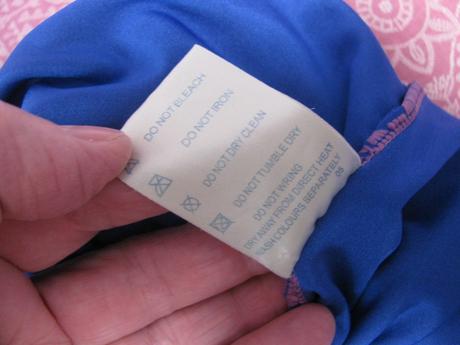 DO NOT BLEACH
DO NOT IRON
DO NOT DRY CLEAN
DO NOT TUMBLE DRY
DO NOT WRING
DRY AWAY FROM DIRECT HEAT
WASH COLOURS SEPARATELY
05